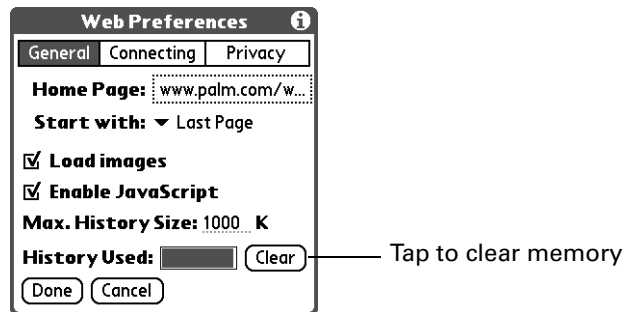 Web Preferences i
General Connecting Privacy
Home Page: www.palm.com/w...
Start with: Last Page
Load images
Enable JavaScript
Max. History Size: 1000 K
History Used: Clear Tap to clear memory
Done Cancel